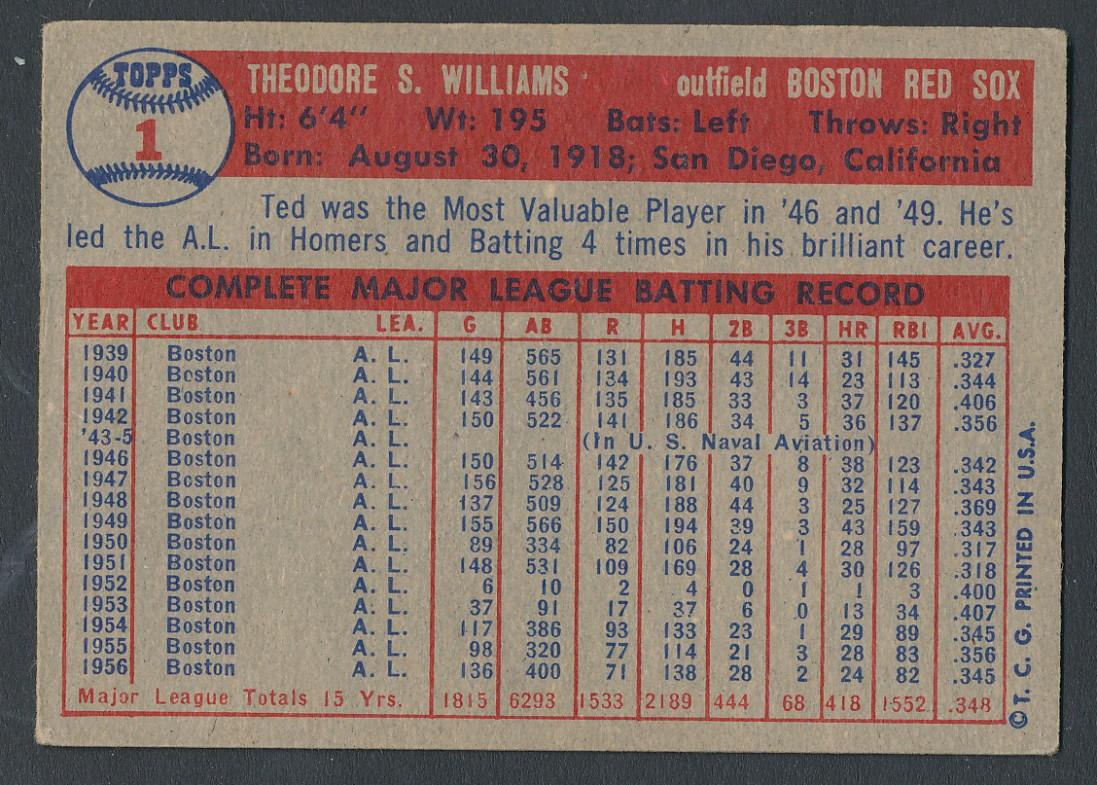 TOPPS
1
THEODORE S. WILLIAMS outfield BOSTON RED SOX
Ht: 6'4" Wt: 195 Bats: Left Throws: Right
Born: August 30, 1918; San Diego, California
Ted was the Most Valuable Player in '46 and '49. He's
led the A.L. in Homers and Batting 4 times in his brilliant career.
COMPLETE MAJOR LEAGUE BATTING RECORD
YEAR CLUB LEA. G AB R H 2B 3B HR RBI AVG.
1939 Boston A. L. 149 565 131 185 44 11 31 145 .327
1940 Boston A. L. 144 561 134 193 43 14 23 113 .344
1941 Boston A. L. 143 456 135 185 33 3 37 120 .406
1942 Boston A. L. 150 522 141 186 34 5 36 137 .356
'43-5 Boston A. L. (In U. S. Naval Aviation)
1946 Boston A. L. 150 514 142 176 37 8 38 123 .342
1947 Boston A. L. 156 528 125 181 40 9 32 114 .343
1948 Boston A. L. 137 509 124 188 44 3 25 127 .369
1949 Boston A. L. 155 566 150 194 39 3 43 159 .343
1950 Boston A. L. 89 334 82 106 24 1 28 97 .317
1951 Boston A. L. 148 531 109 169 28 4 30 126 .318
1952 Boston A. L. 6 10 2 4 0 1 1 3 .400
1953 Boston A. L. 37 91 17 37 6 0 13 34 .407
1954 Boston A. L. 117 386 93 133 23 1 29 89 .345
1955 Boston A. L. 98 320 77 114 21 3 28 83 .356
1956 Boston A. L. 136 400 71 138 28 2 24 82 .345
Major League Totals 15 Yrs. 1815 6293 1533 2189 444 68 418 1552 .348
© T. C. G. PRINTED IN U.S.A.